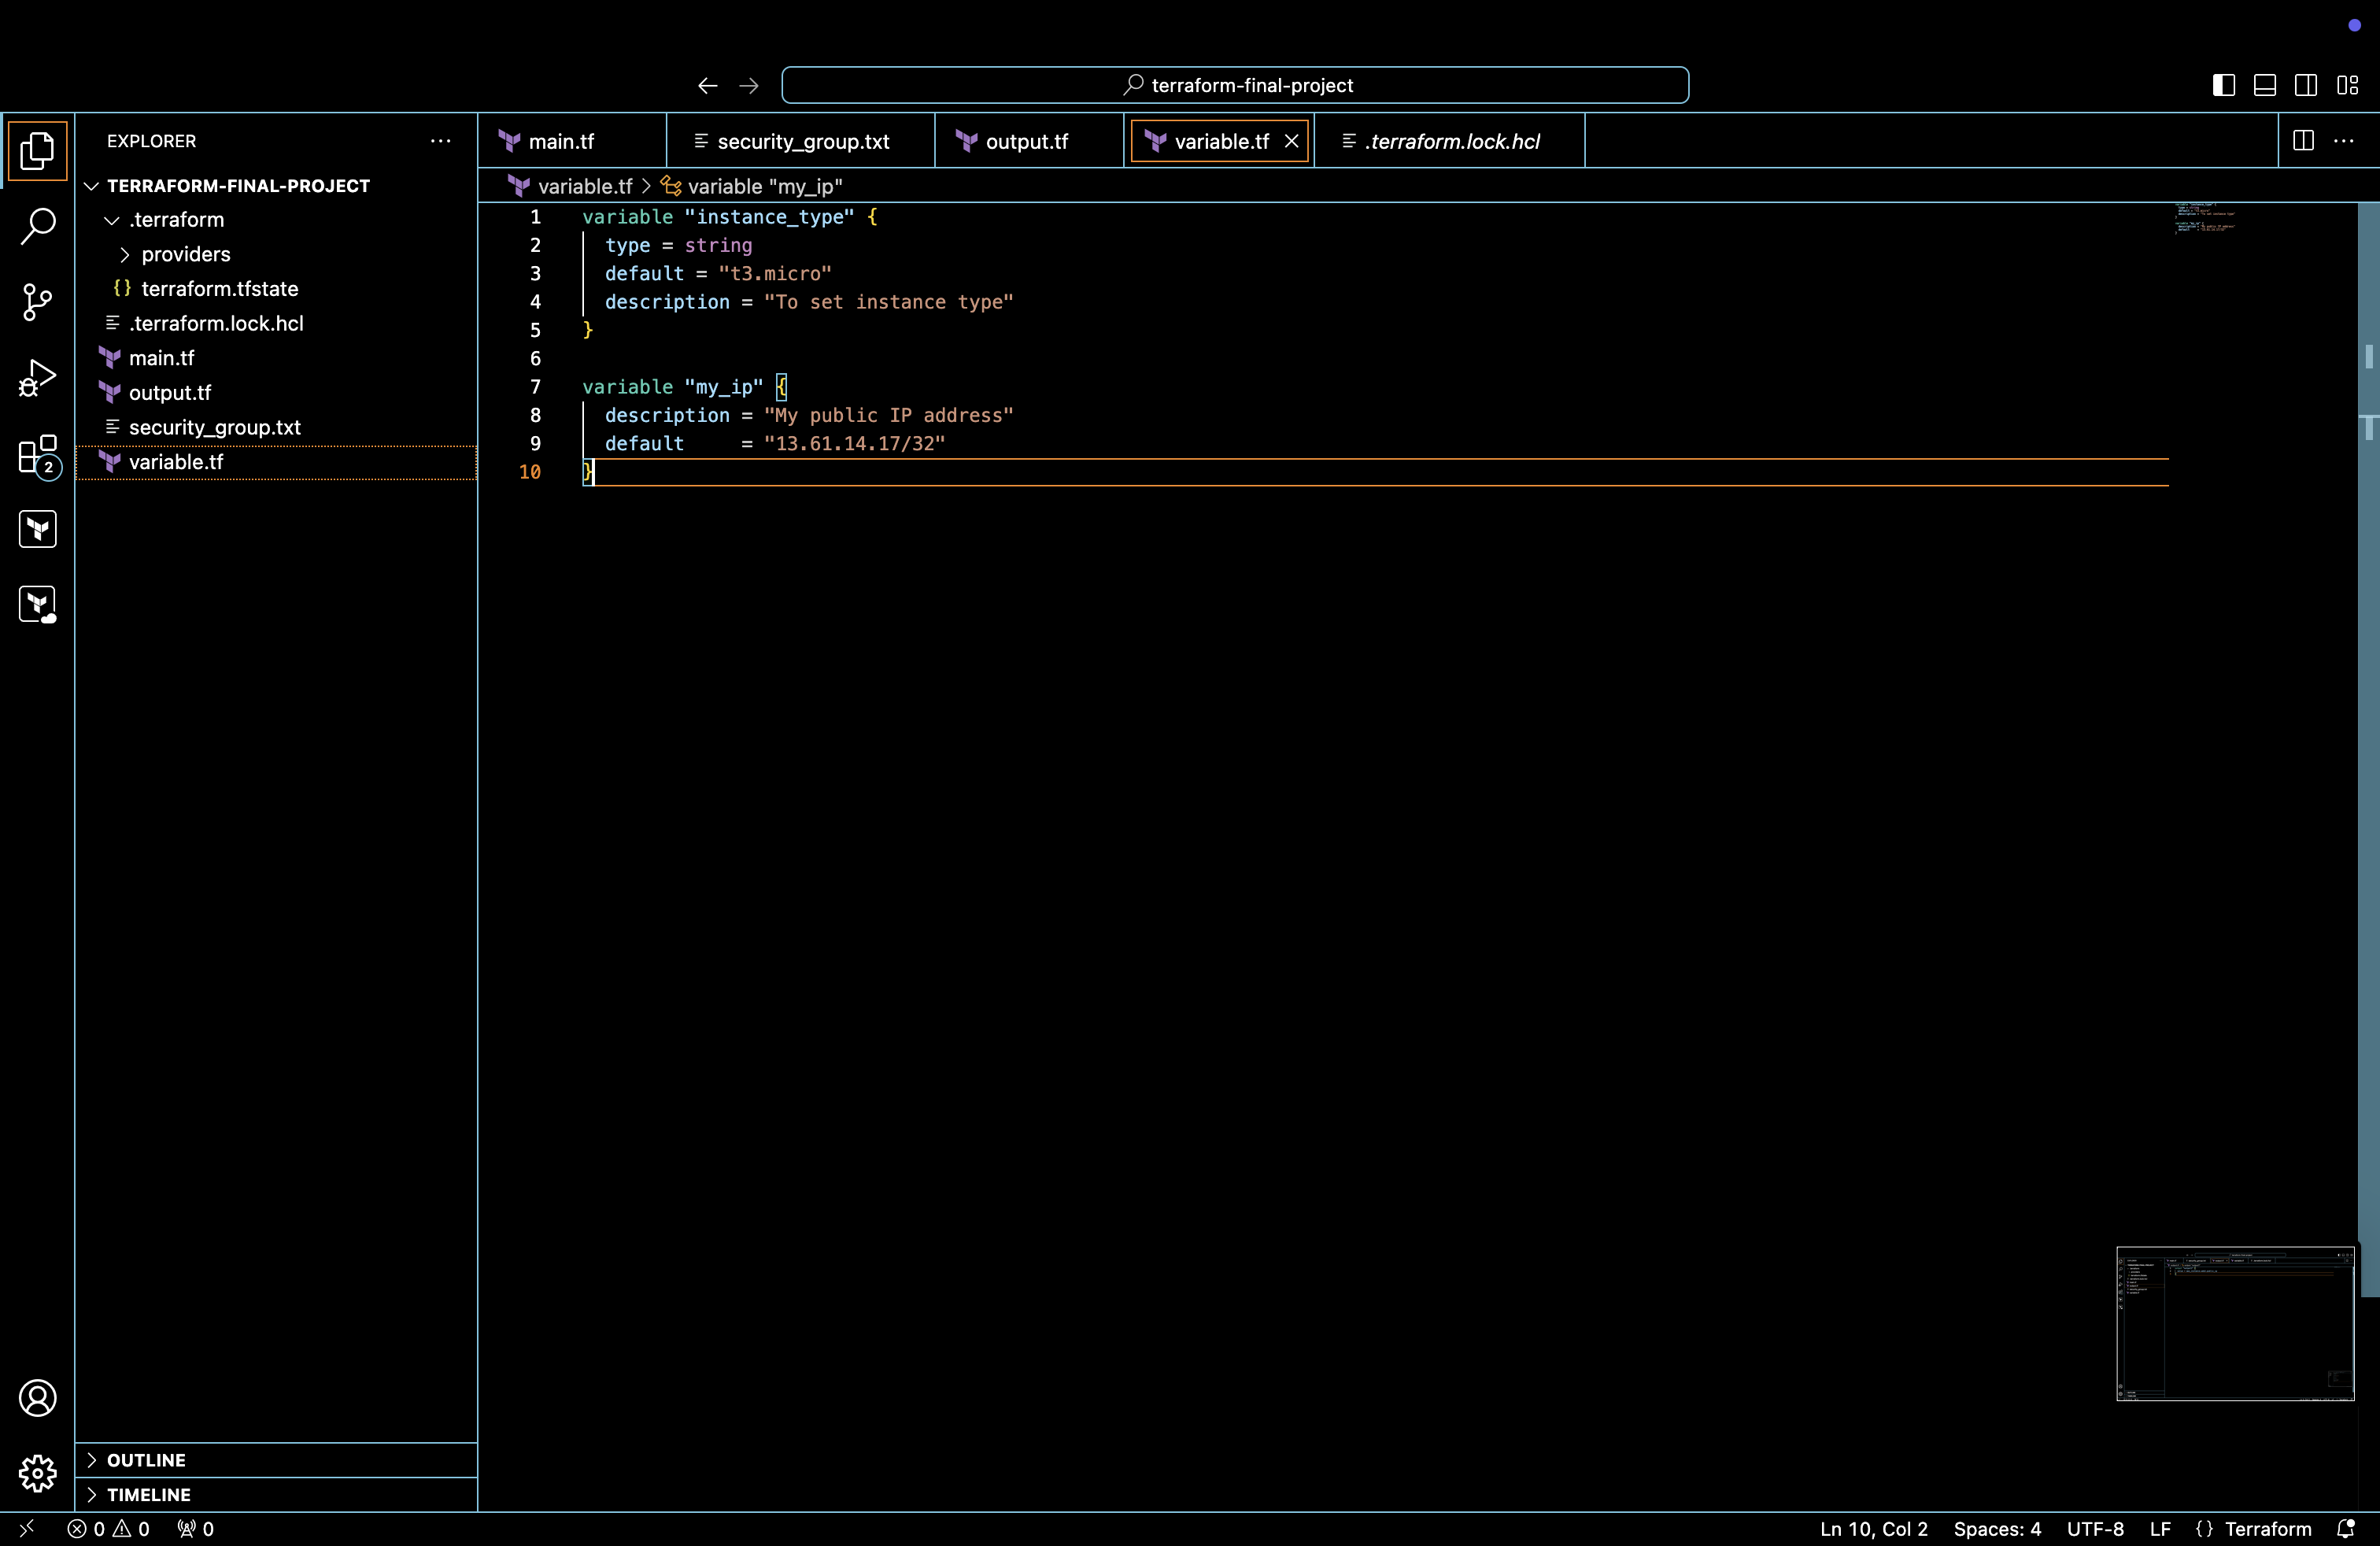 terraform-final-project
EXPLORER
main.tf
security_group.txt
output.tf
variable.tf
.terraform.lock.hcl
TERRAFORM-FINAL-PROJECT
.terraform
providers
terraform.tfstate
.terraform.lock.hcl
main.tf
output.tf
security_group.txt
variable.tf
2
variable.tf > variable "my_ip"
1 variable "instance_type" {
2 type = string
3 default = "t3.micro"
4 description = "To set instance type"
5 }
6
7 variable "my_ip" {
8 description = "My public IP address"
9 default     = "13.61.14.17/32"
10 }
OUTLINE
TIMELINE
0 0 0
Ln 10, Col 2 Spaces: 4 UTF-8 LF {} Terraform